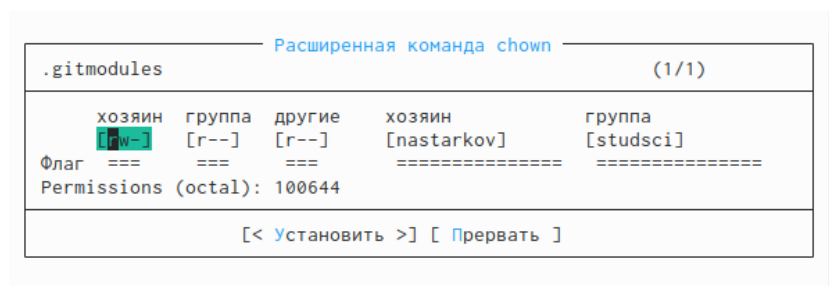 Расширенная команда chown
.gitmodules (1/1)
хозяин группа другие хозяин группа
[rw-] [r--] [r--] [nastarkov] [studsci]
Флаг === === === =============== ===============
Permissions (octal): 100644
[< Установить >] [ Прервать ]